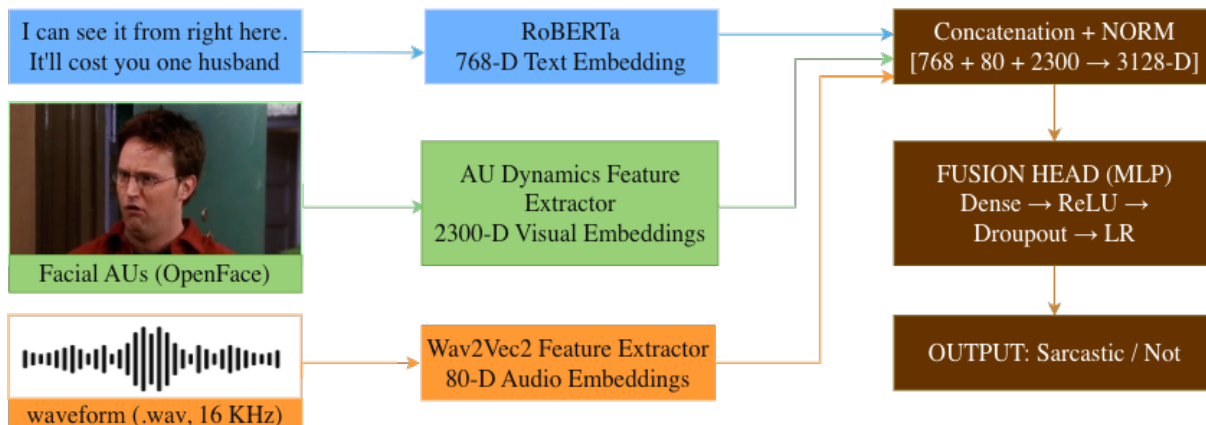 I can see it from right here.
It'll cost you one husband
RoBERTa
768-D Text Embedding
Concatenation + NORM
[768 + 80 + 2300 → 3128-D]
Facial AUs (OpenFace)
AU Dynamics Feature
Extractor
2300-D Visual Embeddings
FUSION HEAD (MLP)
Dense → ReLU →
Droupout → LR
waveform (.wav, 16 KHz)
Wav2Vec2 Feature Extractor
80-D Audio Embeddings
OUTPUT: Sarcastic / Not